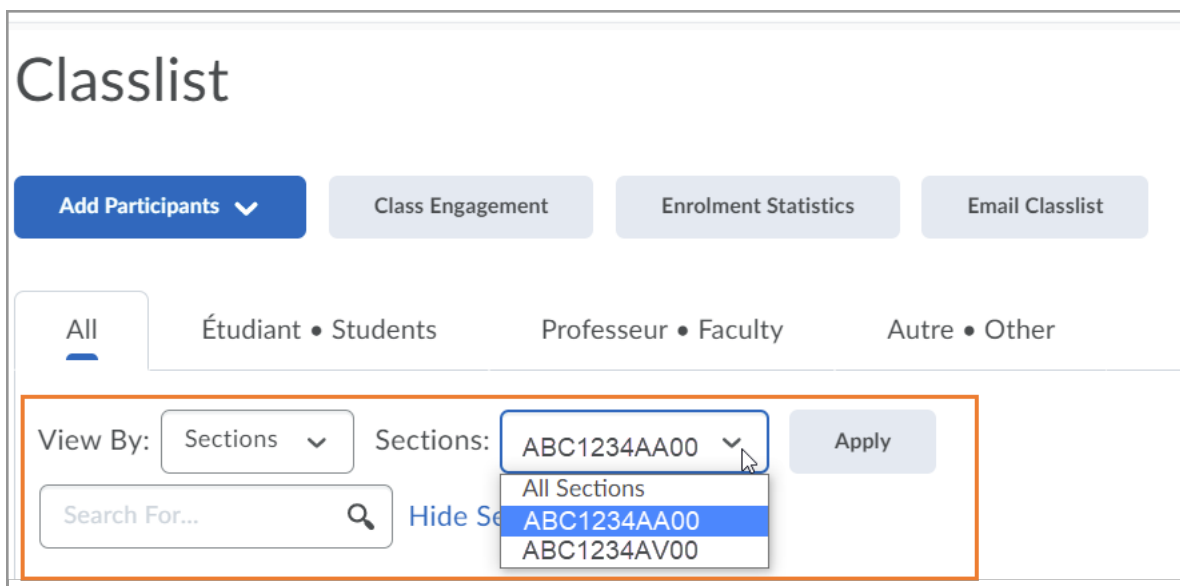 Classlist
Add Participants Class Engagement Enrolment Statistics Email Classlist
All Étudiant • Students Professeur • Faculty Autre • Other
View By: Sections Sections: ABC1234AA00 Apply
All Sections
Search For... Hide
ABC1234AA00
ABC1234AV00